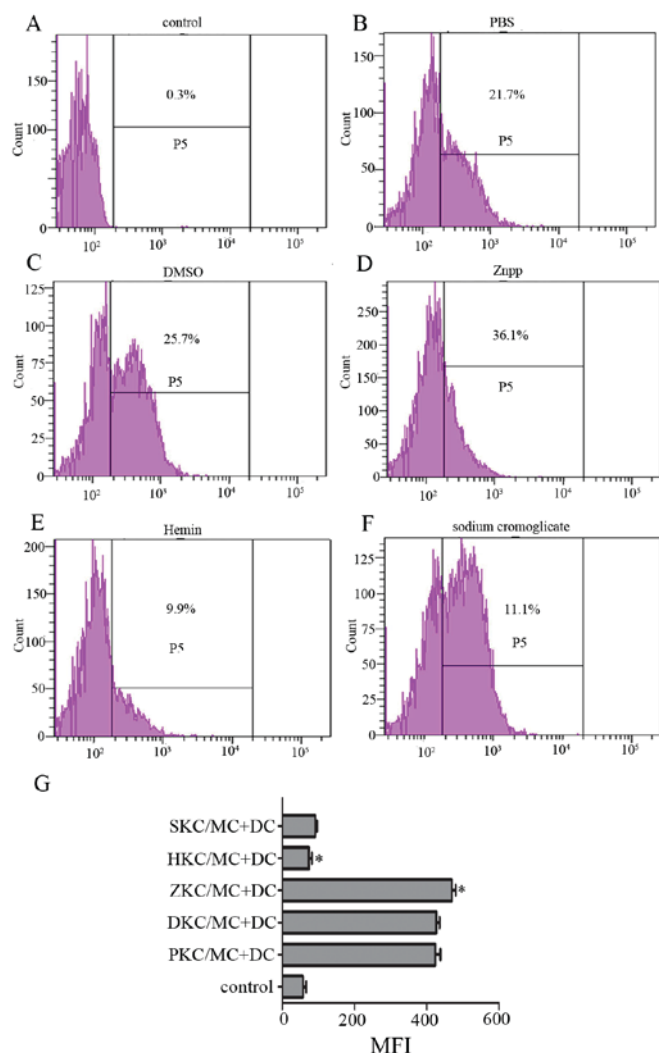 A
control
Count
150
100
50
0
0.3%
P5
10²
10³
10⁴
10⁵
B
PBS
Count
150
100
50
0
21.7%
P5
10²
10³
10⁴
10⁵
C
DMSO
Count
125
100
75
50
25
0
25.7%
P5
10²
10³
10⁴
10⁵
D
Znpp
Count
250
200
150
100
50
0
36.1%
P5
10²
10³
10⁴
10⁵
E
Hemin
Count
200
150
100
50
0
9.9%
P5
10²
10³
10⁴
10⁵
F
sodium cromoglicate
Count
125
100
75
50
25
0
11.1%
P5
10²
10³
10⁴
10⁵
G
SKC/MC+DC
HKC/MC+DC *
ZKC/MC+DC *
DKC/MC+DC
PKC/MC+DC
control
0 200 400 600
MFI